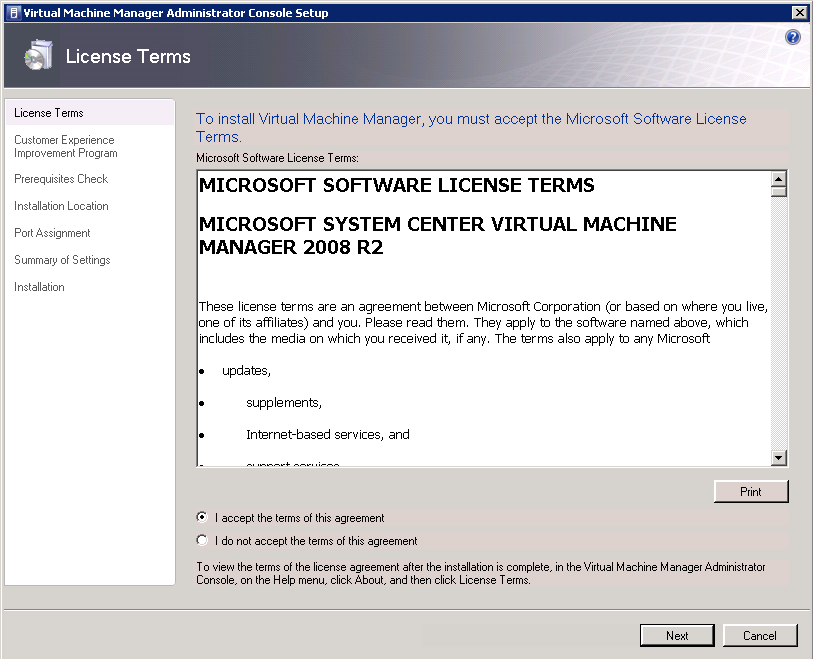 Virtual Machine Manager Administrator Console Setup
License Terms
License Terms
Customer Experience
Improvement Program
Prerequisites Check
Installation Location
Port Assignment
Summary of Settings
Installation
To install Virtual Machine Manager, you must accept the Microsoft Software License
Terms.
Microsoft Software License Terms:
MICROSOFT SOFTWARE LICENSE TERMS
MICROSOFT SYSTEM CENTER VIRTUAL MACHINE
MANAGER 2008 R2
These license terms are an agreement between Microsoft Corporation (or based on where you live,
one of its affiliates) and you. Please read them. They apply to the software named above, which
includes the media on which you received it, if any. The terms also apply to any Microsoft
• updates,
• supplements,
• Internet-based services, and
• support services
Print
I accept the terms of this agreement
I do not accept the terms of this agreement
To view the terms of the license agreement after the installation is complete, in the Virtual Machine Manager Administrator
Console, on the Help menu, click About, and then click License Terms.
Next
Cancel